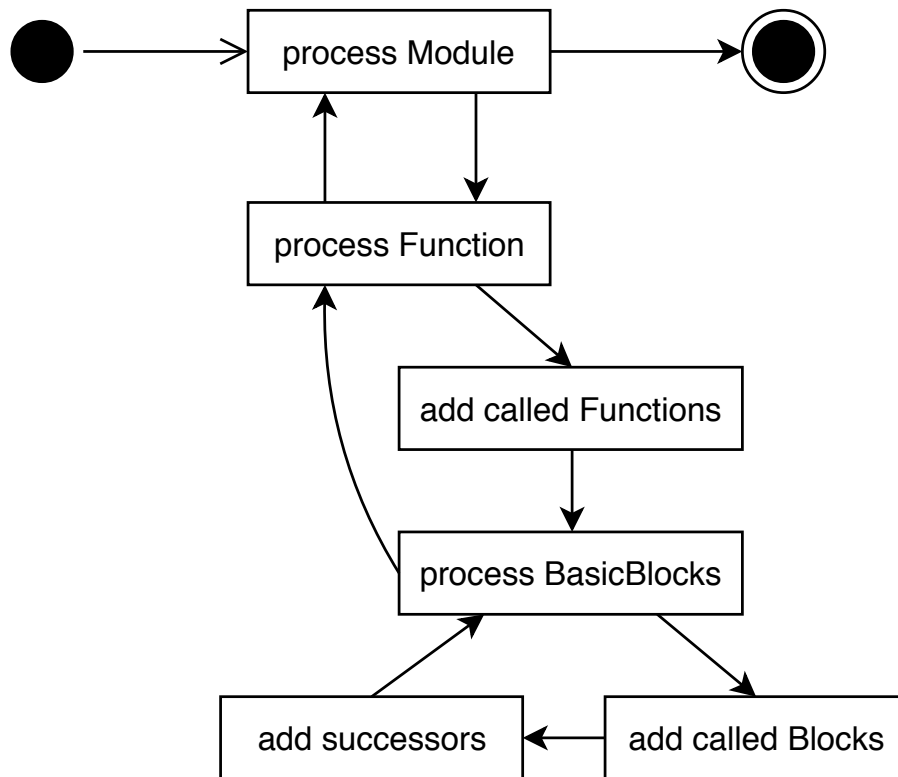 process Module
process Function
add called Functions
process BasicBlocks
add successors
add called Blocks